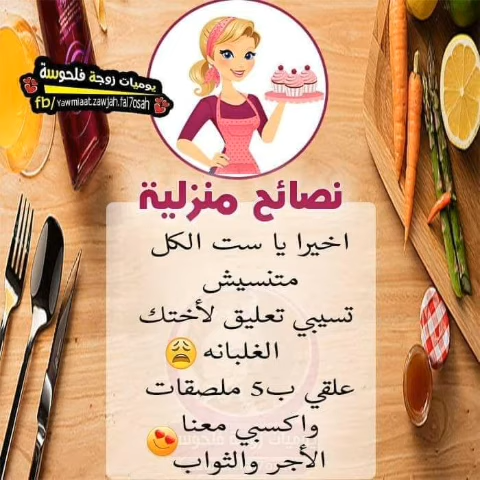 يوميات زوجة فلحوسة
fb/Yawmiaat.zawjah.fal7osah
نصائح منزلية
اخيرا يا ست الكل
متنسيش
تسيبي تعليق لأختك
الغلبانه
علقي ب5 ملصقات
واكسبي معنا
الأجر والثواب